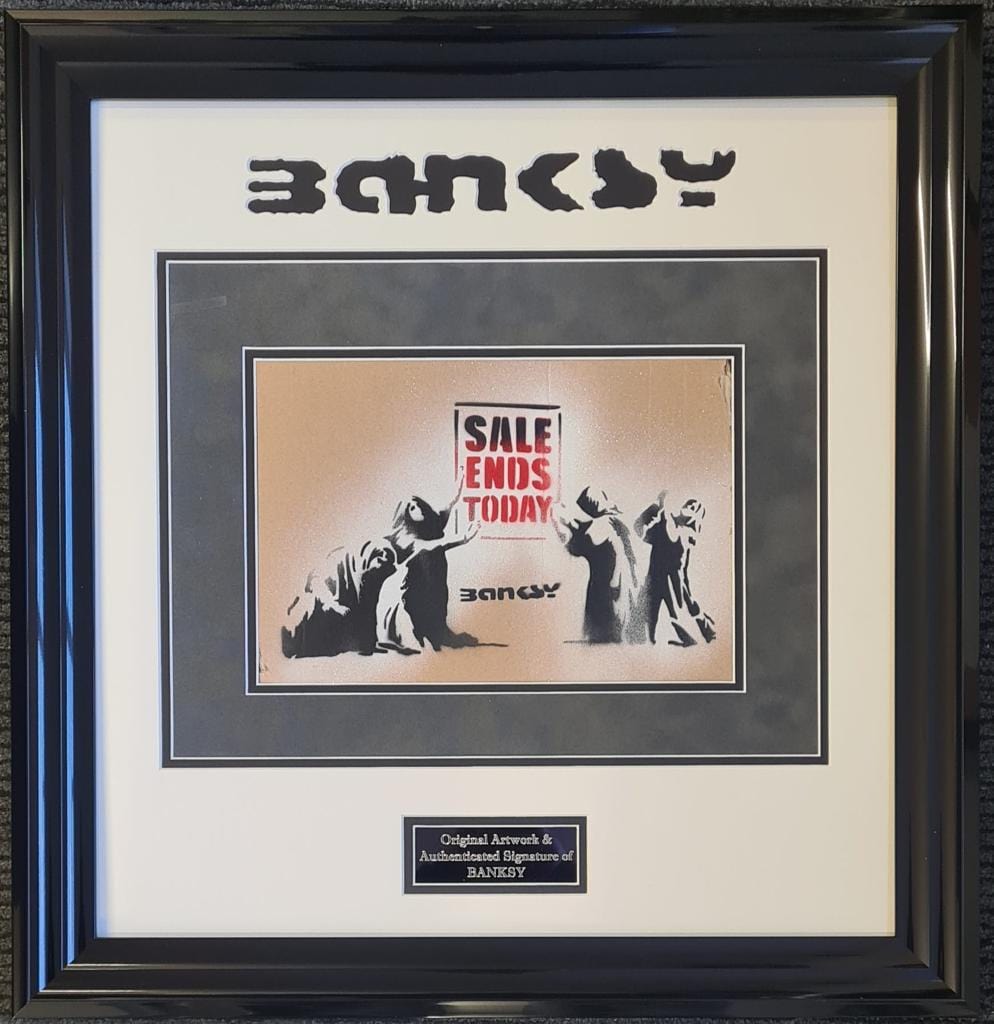 BANKSY
SALE
ENDS
TODAY
BANKSY
Original Artwork &
Authenticated Signature of
BANKSY